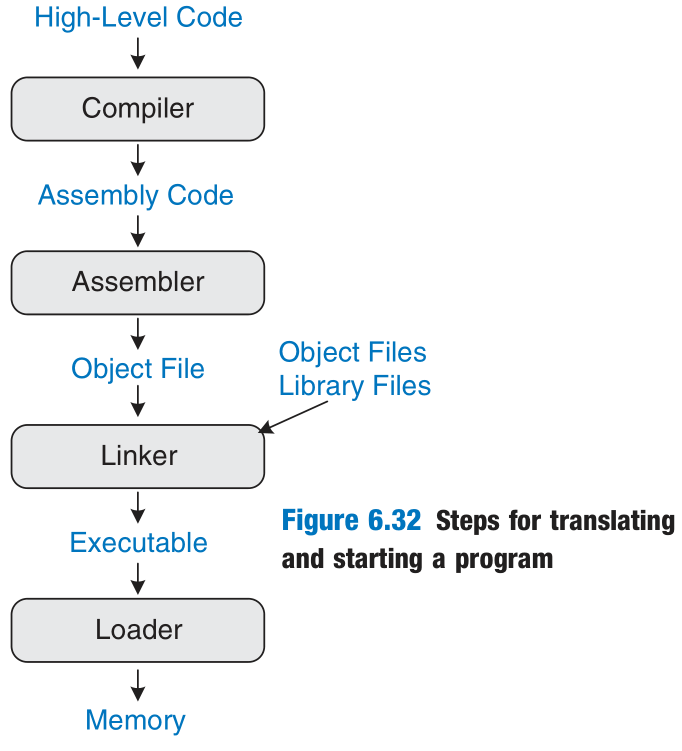 High-Level Code
Compiler
Assembly Code
Assembler
Object File
Object Files
Library Files
Linker
Executable
Figure 6.32 Steps for translating
and starting a program
Loader
Memory